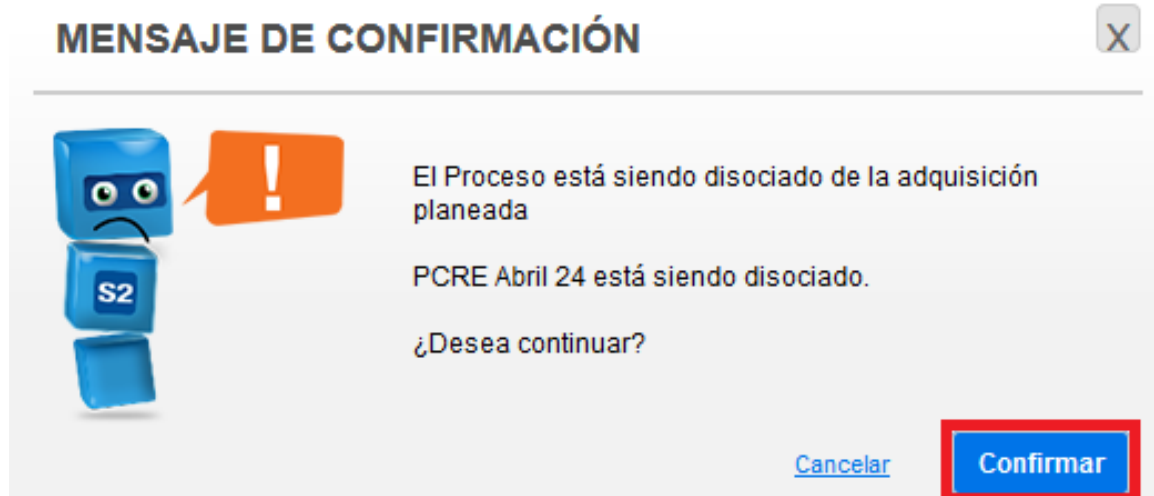 MENSAJE DE CONFIRMACIÓN
X
!
El Proceso está siendo disociado de la adquisición
planeada
PCRE Abril 24 está siendo disociado.
S2
¿Desea continuar?
Cancelar
Confirmar